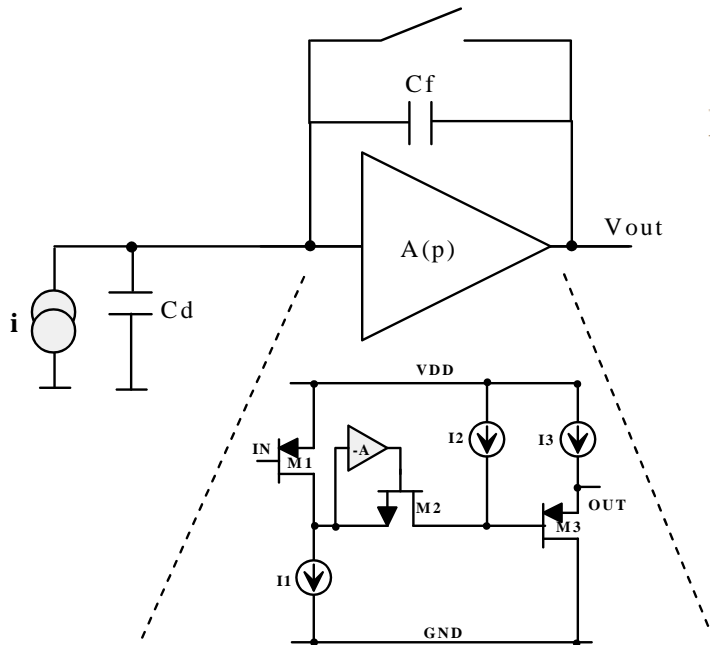 Cf
A(p)
Vout
i
Cd
VDD
IN
M1
-A
I2
I3
M2
OUT
M3
I1
GND